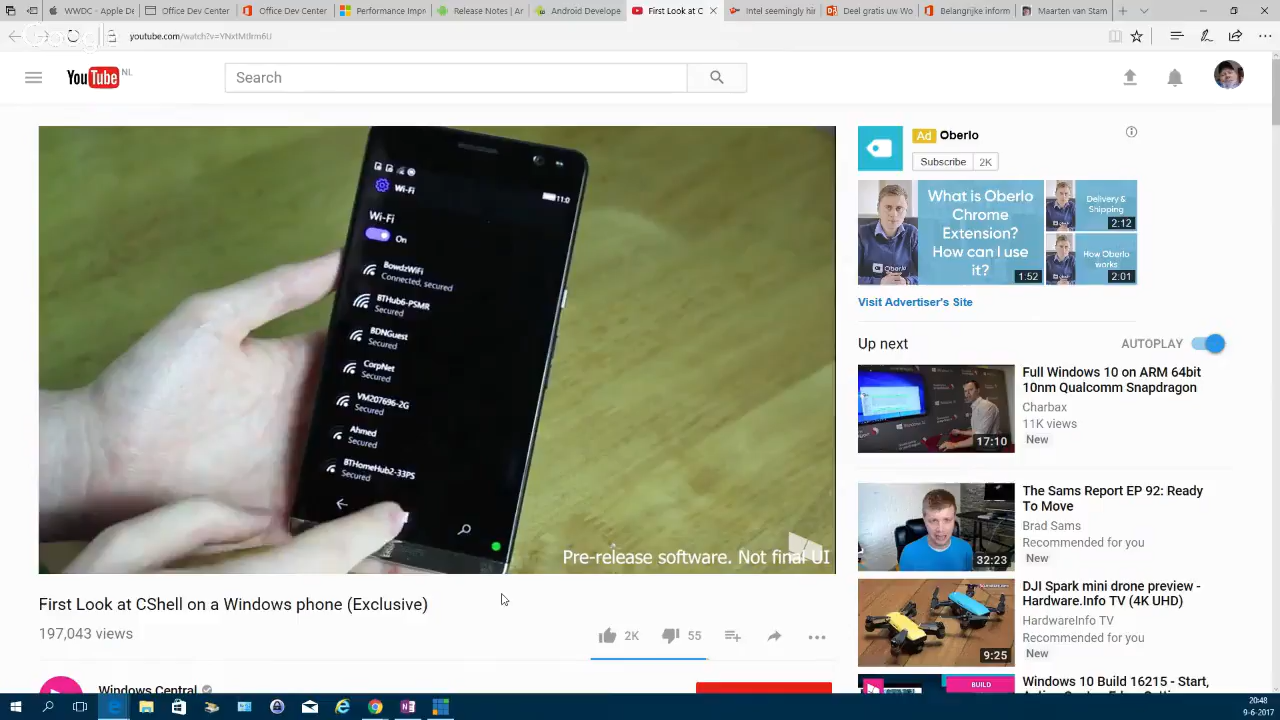 WWDC - Apple D
Office Dev Center
Office Dev Center
Performance Impr
Release Notes | Ar
Android Develope
First Look at C
Intel seemingly hi
Deel gratis uw Wo
Belangrijke inform
Maarten van Stam
youtube.com/watch?v=YNxtMtIrm6U
YouTube NL
Search
Wi-Fi
11:0
Wi-Fi
On
BowdzWiFi
Connected, secured
BTHub6-PSMR
Secured
BDNGuest
Secured
CorpNet
Secured
VM207696-2G
Secured
Ahmed
Secured
BTHomeHub2-33PS
Secured
Pre-release software. Not final UI
First Look at CShell on a Windows phone (Exclusive)
197,043 views
2K
55
Windows Central
Ad Oberlo
Subscribe 2K
What is Oberlo
Chrome
Extension?
How can I use
it?
1:52
Delivery &
Shipping
2:12
How Oberlo
works
2:01
Visit Advertiser's Site
Up next
AUTOPLAY
Full Windows 10 on ARM 64bit
10nm Qualcomm Snapdragon
Charbax
11K views
New
17:10
The Sams Report EP 92: Ready
To Move
Brad Sams
Recommended for you
New
32:23
DJI Spark mini drone preview -
Hardware.Info TV (4K UHD)
HardwareInfo TV
Recommended for you
New
9:25
Windows 10 Build 16215 - Start,
BUILD
20:48
9-6-2017